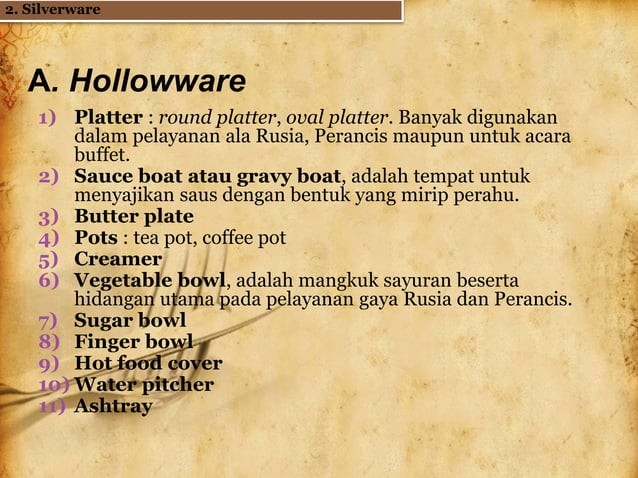 2. Silverware
A. Hollowware
1) Platter : round platter, oval platter. Banyak digunakan
dalam pelayanan ala Rusia, Perancis maupun untuk acara
buffet.
2) Sauce boat atau gravy boat, adalah tempat untuk
menyajikan saus dengan bentuk yang mirip perahu.
3) Butter plate
4) Pots : tea pot, coffee pot
5) Creamer
6) Vegetable bowl, adalah mangkuk sayuran beserta
hidangan utama pada pelayanan gaya Rusia dan Perancis.
7) Sugar bowl
8) Finger bowl
9) Hot food cover
10) Water pitcher
11) Ashtray